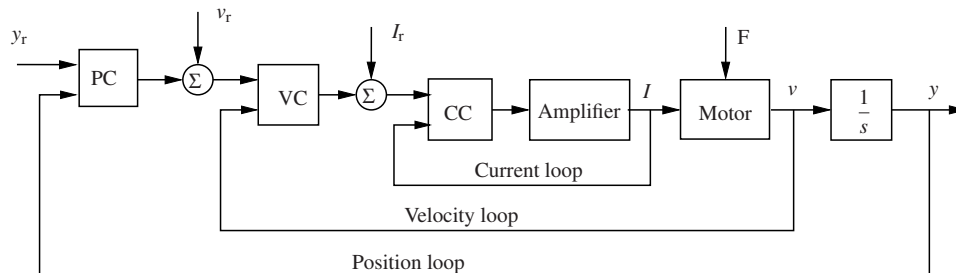 v_r
y_r
I_r
F
PC
Σ
VC
Σ
CC
Amplifier
I
Motor
v
1
s
y
Current loop
Velocity loop
Position loop